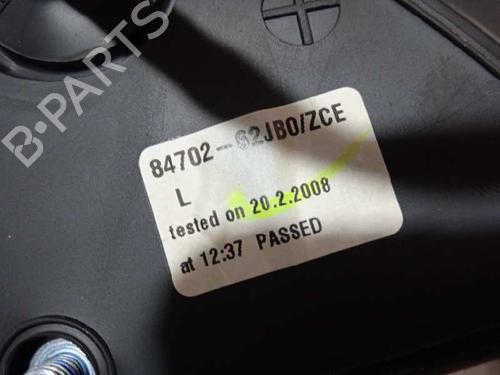 B-PARTS
84702-62JB0/ZCE
L
tested on 20.2.2008
at 12:37 PASSED